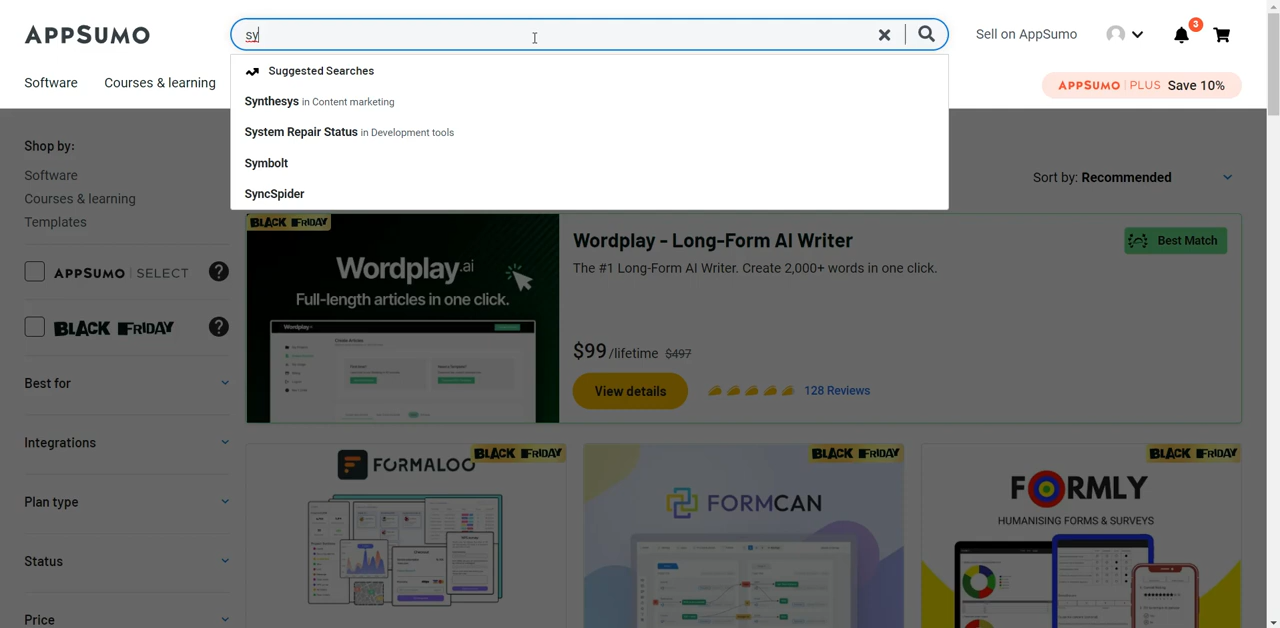 APPSUMO
sy
Sell on AppSumo
3
Software
Courses & learning
APPSUMO PLUS Save 10%
Suggested Searches
Synthesys in Content marketing
System Repair Status in Development tools
Symbolt
SyncSpider
Shop by:
Software
Courses & learning
Templates
Sort by: Recommended
APPSUMO SELECT ?
BLACK FRIDAY ?
Best for
Integrations
Plan type
Status
Price
BLACK FRIDAY
Wordplay.ai
Full-length articles in one click.
Wordplay - Long-Form AI Writer
Best Match
The #1 Long-Form AI Writer. Create 2,000+ words in one click.
$99 /lifetime $497
View details
128 Reviews
BLACK FRIDAY
FORMALOO
BLACK FRIDAY
FORMCAN
BLACK FRIDAY
FORMLY
HUMANISING FORMS & SURVEYS